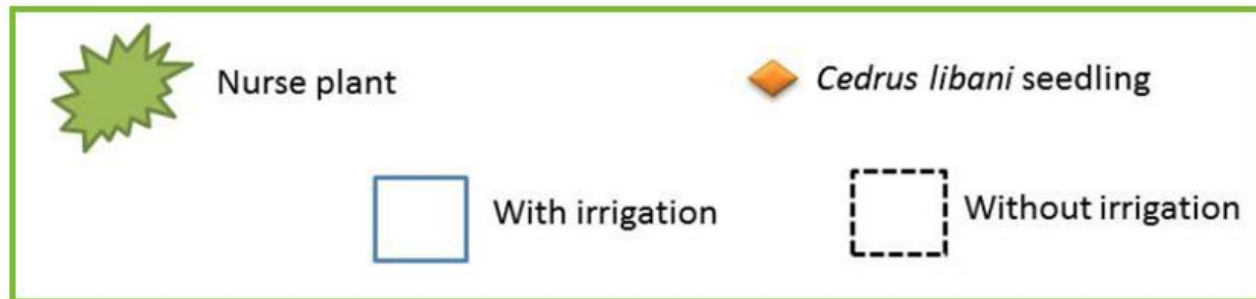 Nurse plant
Cedrus libani seedling
With irrigation
Without irrigation